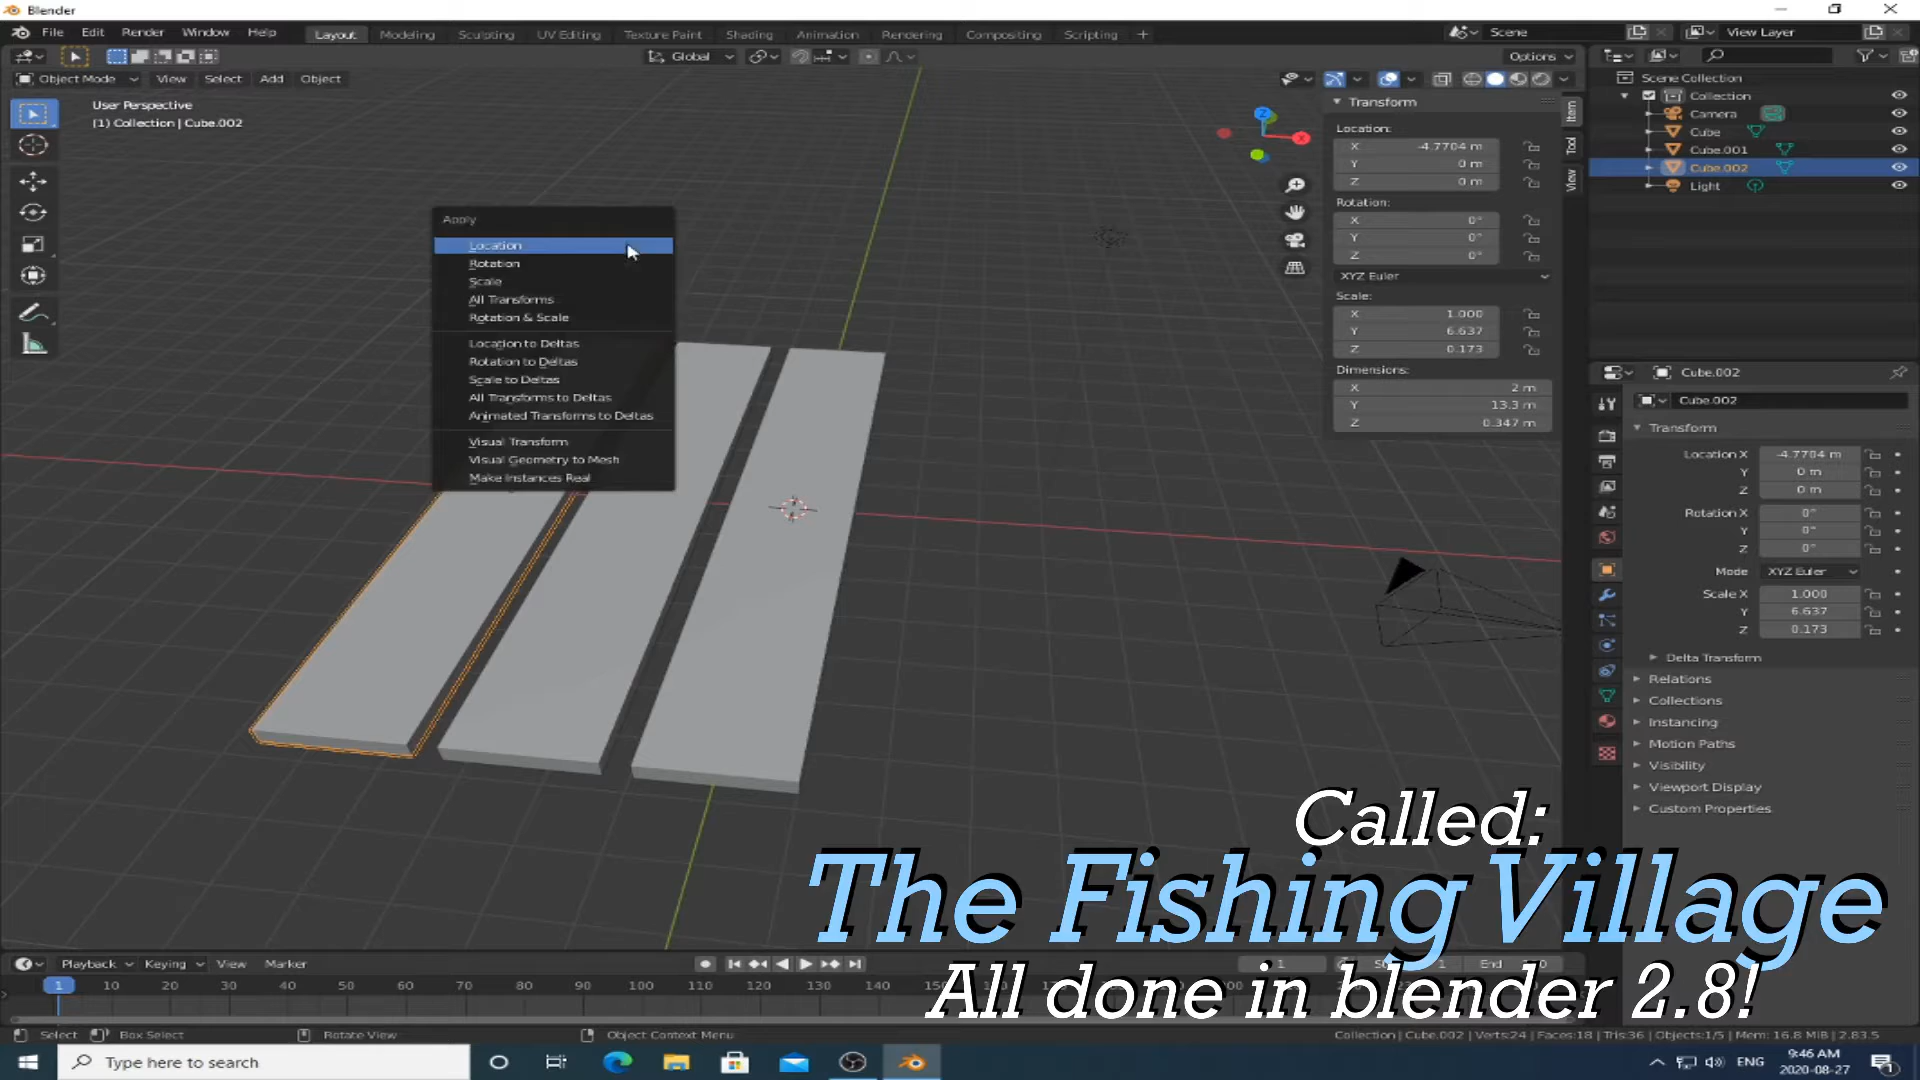 Blender
File Edit Render Window Help Layout Modeling Sculpting UV Editing Texture Paint Shading Animation Rendering Compositing Scripting + Scene View Layer
Global Options
Object Mode View Select Add Object
User Perspective
(1) Collection | Cube.002
Apply
Location
Rotation
Scale
All Transforms
Rotation & Scale
Location to Deltas
Rotation to Deltas
Scale to Deltas
All Transforms to Deltas
Animated Transforms to Deltas
Visual Transform
Visual Geometry to Mesh
Make Instances Real
Z
X
Transform
Location:
X -4.7704 m
Y 0 m
Z 0 m
Rotation:
X 0°
Y 0°
Z 0°
XYZ Euler
Scale:
X 1.000
Y 6.637
Z 0.173
Dimensions:
X 2 m
Y 13.3 m
Z 0.347 m
Item
Tool
View
Scene Collection
Collection
Camera
Cube
Cube.001
Cube.002
Light
Cube.002
Cube.002
Transform
Location X -4.7704 m
Y 0 m
Z 0 m
Rotation X 0°
Y 0°
Z 0°
Mode XYZ Euler
Scale X 1.000
Y 6.637
Z 0.173
Delta Transform
Relations
Collections
Instancing
Motion Paths
Visibility
Viewport Display
Custom Properties
Called:
The Fishing Village
All done in blender 2.8!
Playback Keying View Marker 1 1 End
1 10 20 30 40 50 60 70 80 90 100 110 120 130 140
Select Box Select Rotate View Object Context Menu Collection | Cube.002 | Verts:24 | Faces:18 | Tris:36 | Objects:1/5 | Mem: 16.8 MiB | 2.83.5
Type here to search
ENG
9:46 AM
2020-08-27